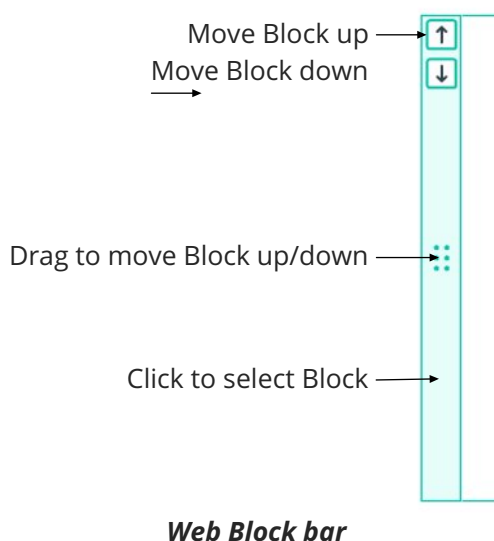 Move Block up
Move Block down
Drag to move Block up/down
Click to select Block
Web Block bar